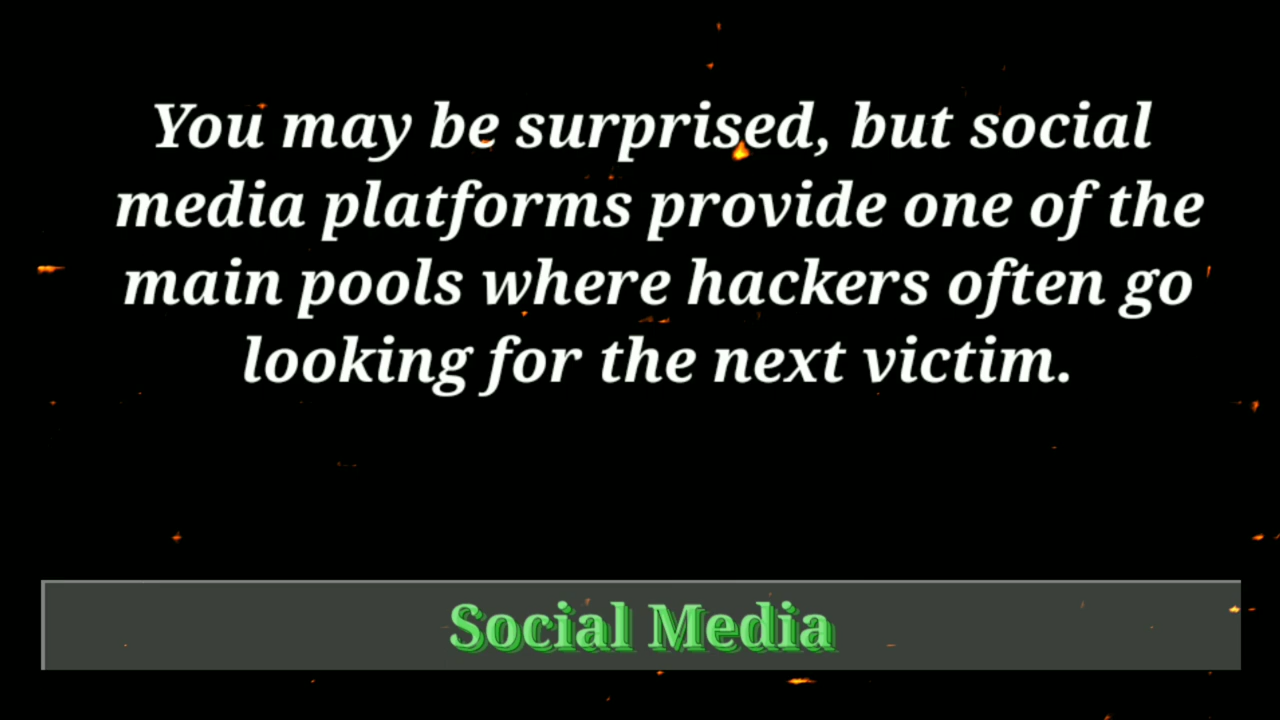 You may be surprised, but social
media platforms provide one of the
main pools where hackers often go
looking for the next victim.
Social Media